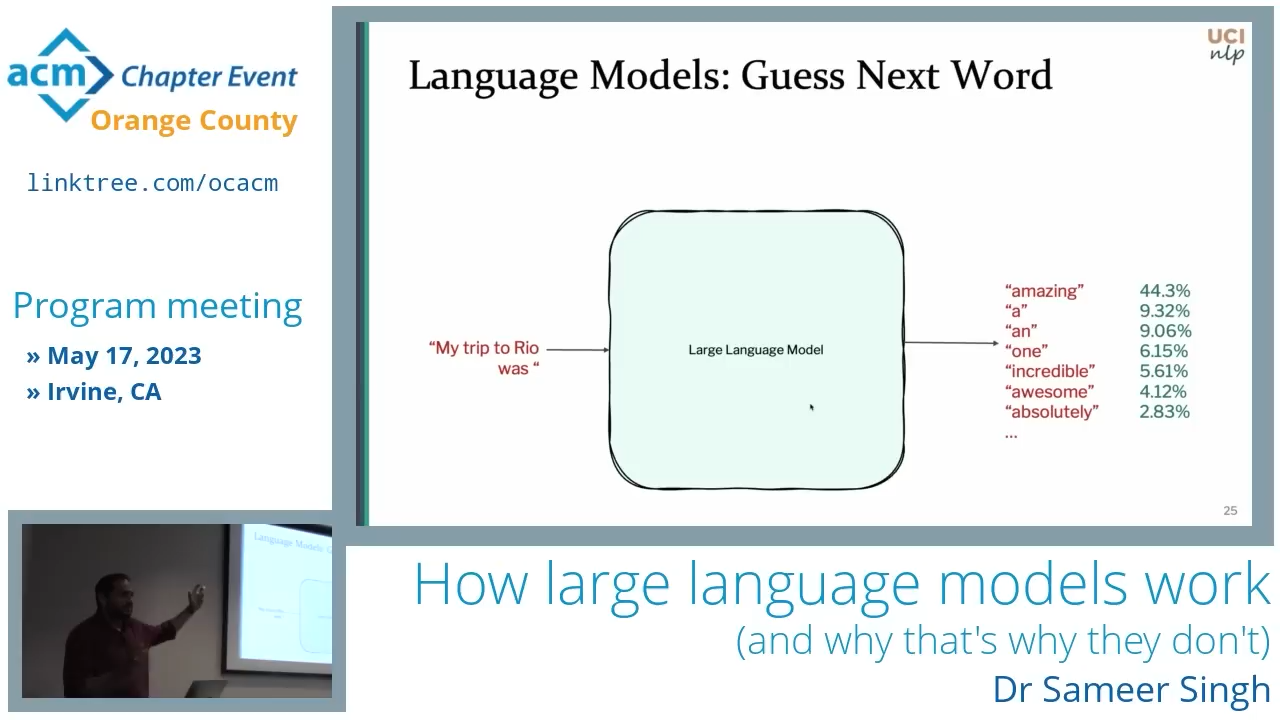 acm Chapter Event
Orange County
linktree.com/ocacm
Program meeting
» May 17, 2023
» Irvine, CA
UCI
nlp
Language Models: Guess Next Word
“My trip to Rio
was “
Large Language Model
“amazing” 44.3%
“a” 9.32%
“an” 9.06%
“one” 6.15%
“incredible” 5.61%
“awesome” 4.12%
“absolutely” 2.83%
...
25
Language Models: G
How large language models work
(and why that's why they don't)
Dr Sameer Singh